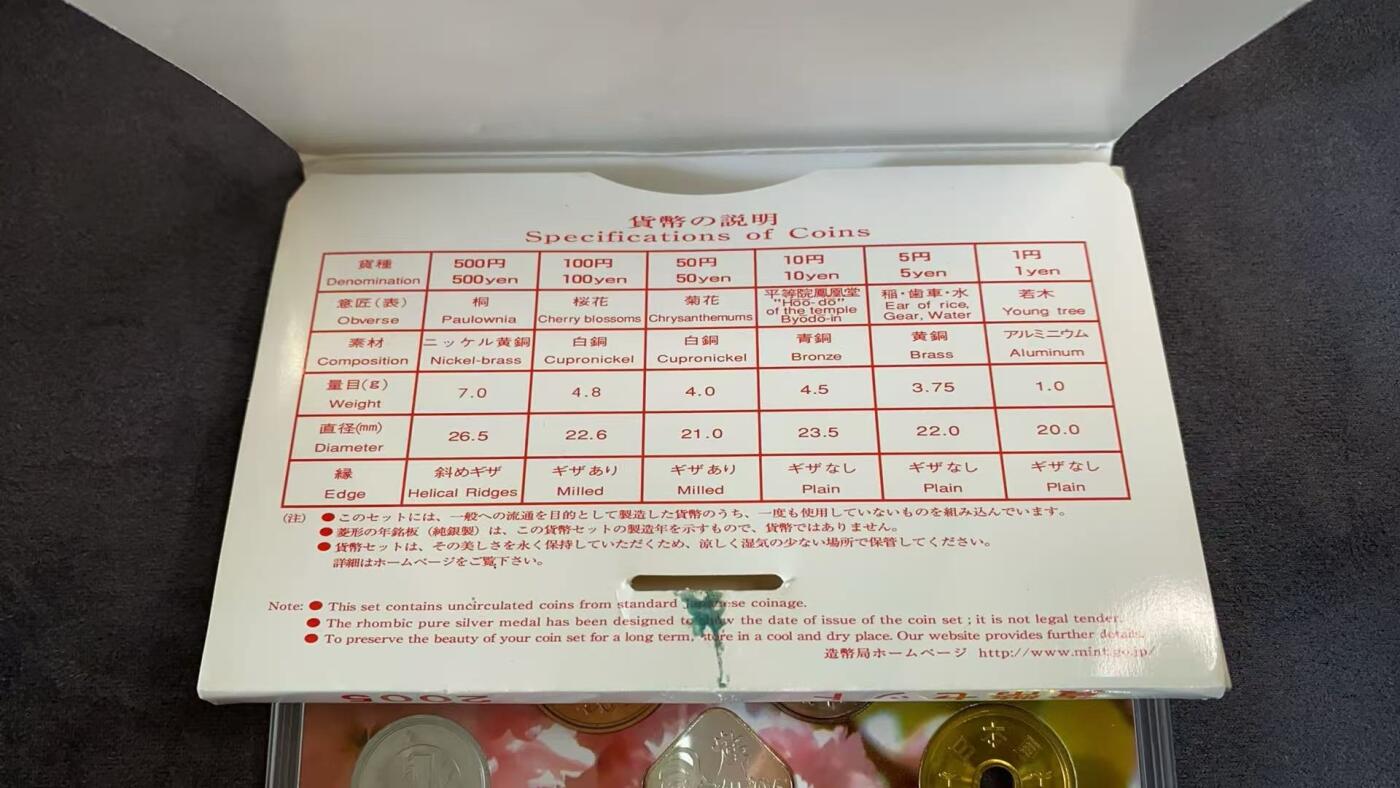 貨幣の説明
Specifications of Coins
貨種 500円 100円 50円 10円 5円 1円
Denomination 500yen 100yen 50yen 10yen 5yen 1yen
意匠(表) 桐 桜花 菊花 平等院鳳凰堂 稲・歯車・水 若木
Obverse Paulownia Cherry blossoms Chrysanthemums "Hōō-dō" of the temple Byōdō-in Ear of rice, Gear, Water Young tree
素材 ニッケル黄銅 白銅 白銅 青銅 黄銅 アルミニウム
Composition Nickel-brass Cupronickel Cupronickel Bronze Brass Aluminum
量目(g) 7.0 4.8 4.0 4.5 3.75 1.0
Weight
直径(㎜) 26.5 22.6 21.0 23.5 22.0 20.0
Diameter
縁 斜めギザ ギザあり ギザあり ギザなし ギザなし ギザなし
Edge Helical Ridges Milled Milled Plain Plain Plain
(注) ●このセットには、一般への流通を目的として製造した貨幣のうち、一度も使用していないものを組み込んでいます。
●菱形の年銘板(純銀製)は、この貨幣セットの製造年を示すもので、貨幣ではありません。
●貨幣セットは、その美しさを永く保持していただくため、涼しく湿気の少ない場所で保管してください。
詳細はホームページをご覧下さい。
Note: ● This set contains uncirculated coins from standard Japanese coinage.
● The rhombic pure silver medal has been designed to show the date of issue of the coin set ; it is not legal tender.
● To preserve the beauty of your coin set for a long term, store in a cool and dry place. Our website provides further details.
造幣局ホームページ http://www.mint.go.jp/
貨幣セット 2005